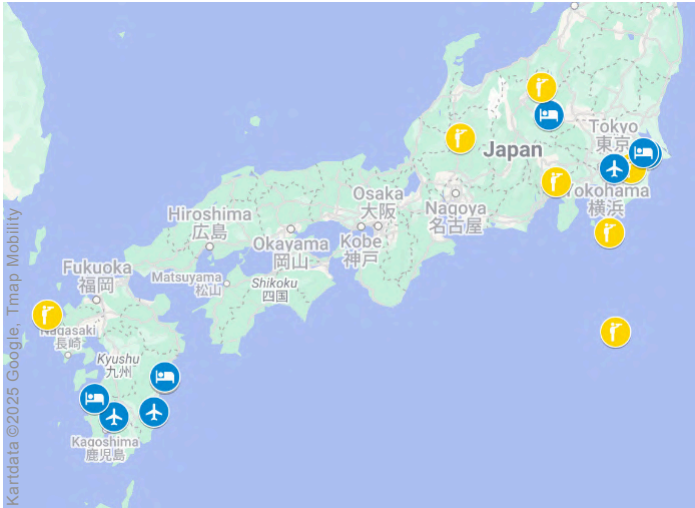 Tokyo
東京
Japan
Yokohama
横浜
Osaka
大阪
Nagoya
名古屋
Hiroshima
広島
Okayama
岡山
Kobe
神戸
Fukuoka
福岡
Matsuyama
松山
Shikoku
四国
Nagasaki
長崎
Kyushu
九州
Kagoshima
鹿児島
Kartdata ©2025 Google, Tmap Mobility